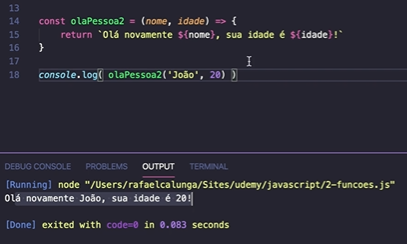 13
14 const olaPessoa2 = (nome, idade) => {
15 return `Olá novamente ${nome}, sua idade é ${idade}!`
16 }
17
18 console.log( olaPessoa2('João', 20) )
DEBUG CONSOLE PROBLEMS OUTPUT TERMINAL
[Running] node "/Users/rafaelcalunga/Sites/udemy/javascript/2-funcoes.js"
Olá novamente João, sua idade é 20!
[Done] exited with code=0 in 0.083 seconds